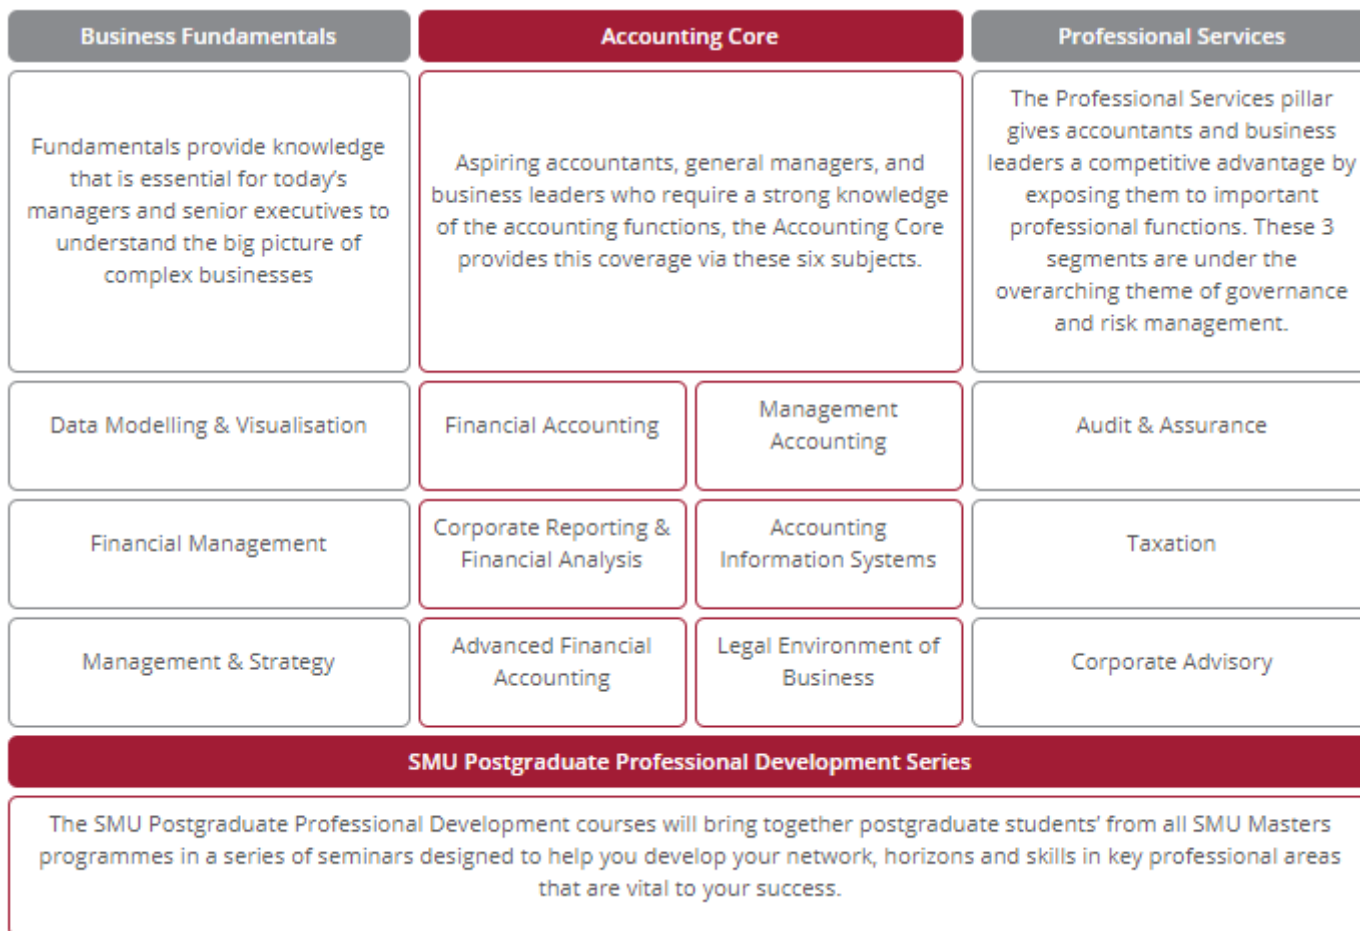 Business Fundamentals
Accounting Core
Professional Services
Fundamentals provide knowledge
that is essential for today's
managers and senior executives to
understand the big picture of
complex businesses
Aspiring accountants, general managers, and
business leaders who require a strong knowledge
of the accounting functions, the Accounting Core
provides this coverage via these six subjects.
The Professional Services pillar
gives accountants and business
leaders a competitive advantage by
exposing them to important
professional functions. These 3
segments are under the
overarching theme of governance
and risk management.
Data Modelling & Visualisation
Financial Accounting
Management
Accounting
Audit & Assurance
Financial Management
Corporate Reporting &
Financial Analysis
Accounting
Information Systems
Taxation
Management & Strategy
Advanced Financial
Accounting
Legal Environment of
Business
Corporate Advisory
SMU Postgraduate Professional Development Series
The SMU Postgraduate Professional Development courses will bring together postgraduate students' from all SMU Masters
programmes in a series of seminars designed to help you develop your network, horizons and skills in key professional areas
that are vital to your success.